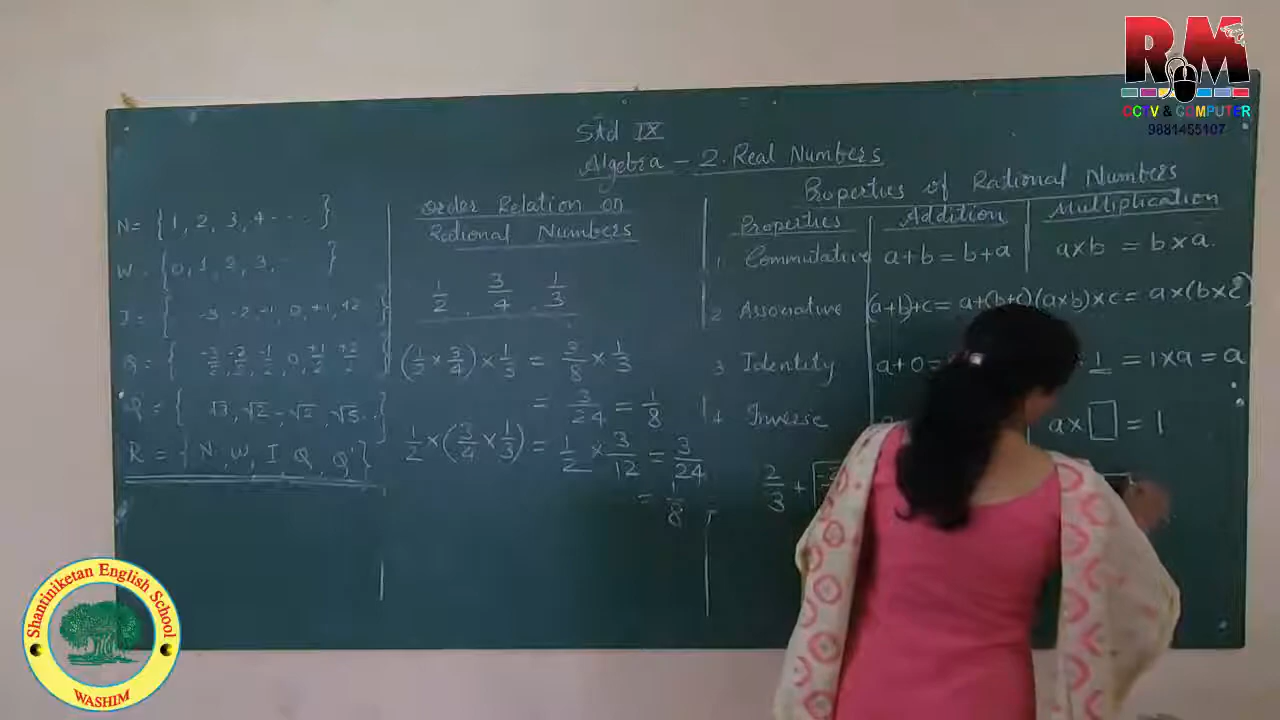 RM
CCTV & COMPUTER
9881455107
Std IX
Algebra - 2. Real Numbers
N = { 1, 2, 3, 4 - - - }
W = { 0, 1, 2, 3, - }
I = { -3, -2, -1, 0, +1, +2 }
Q = { 0, +1/2 }
{ √3, √2 - √2, √5 .. }
R = { N, W, I, Q, Q' }
Order Relation on
Rational Numbers
1/2 , 3/4 , 1/3
(1/2 × 3/4) × 1/3 = 3/8 × 1/3
= 3/24 = 1/8
1/2 × (3/4 × 1/3) = 1/2 × 3/12 = 3/24
= 1/8
Properties of Rational Numbers
Properties Addition Multiplication
1. Commutative a+b = b+a a×b = b×a.
2 Associative (a+b)+c = a+(b+c) (a×b)×c = a×(b×c)
3 Identity a+0 = 1 = 1×a = a
4 Inverse a× □ = 1
2/3 +
Shantiniketan English School
WASHIM